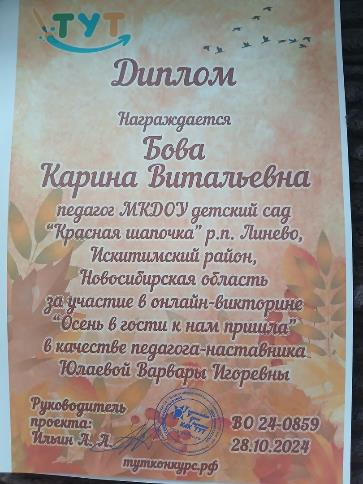 ТУТ
Диплом
Награждается
Бова
Карина Витальевна
педагог МКДОУ детский сад
"Красная шапочка" р.п. Линево,
Искитимский район,
Новосибирская область
за участие в онлайн-викторине
"Осень в гости к нам пришла"
в качестве педагога-наставника
Юлаевой Варвары Игоревны
Руководитель
проекта:
Ильин А. А.
ВО 24-0859
28.10.2024
тутконкурс.рф